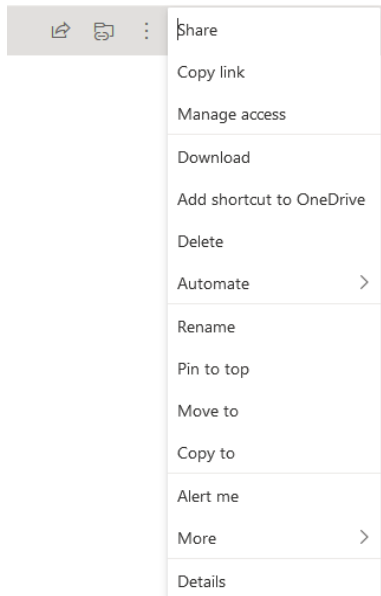 Share
Copy link
Manage access
Download
Add shortcut to OneDrive
Delete
Automate
Rename
Pin to top
Move to
Copy to
Alert me
More
Details